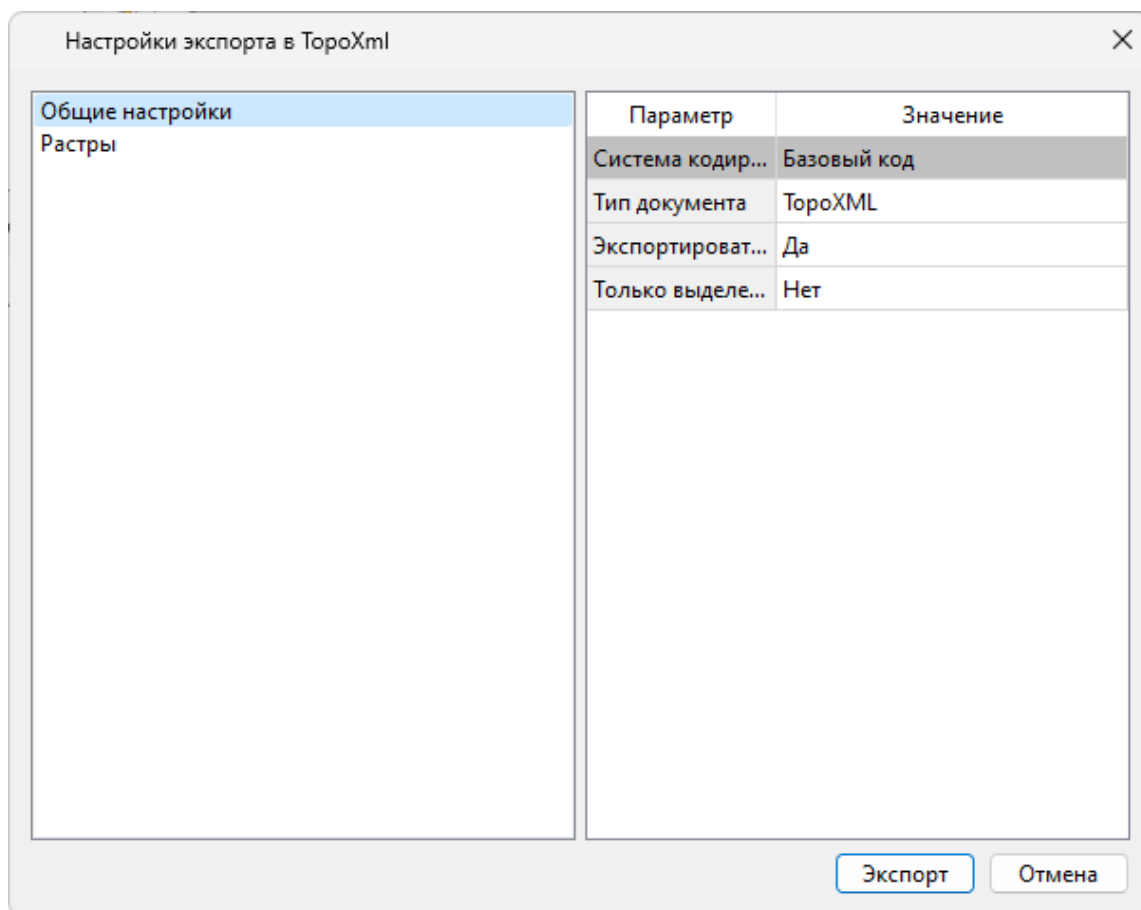 Настройки экспорта в TopoXml
Общие настройки
Растры
Параметр Значение
Система кодир... Базовый код
Тип документа TopoXML
Экспортироват... Да
Только выделе... Нет
Экспорт Отмена